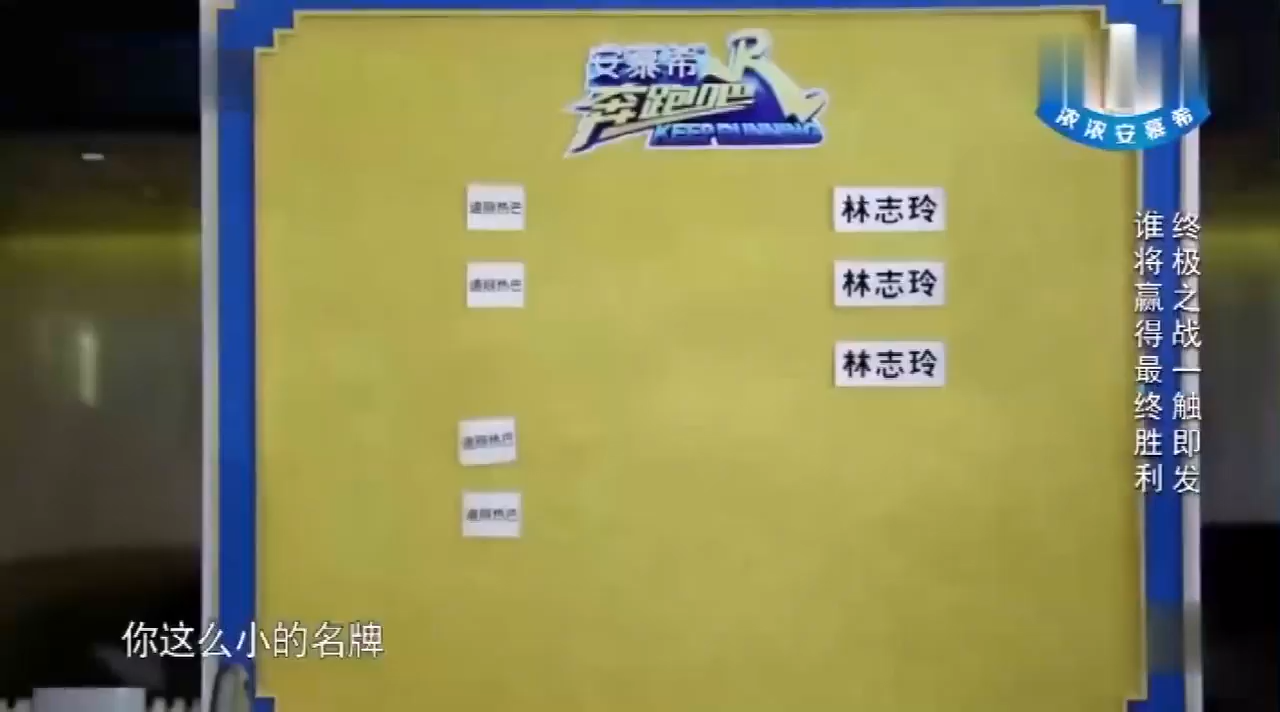 安慕希
奔跑吧
KEEP RUNNING
浓浓安慕希
迪丽热巴
林志玲
迪丽热巴
林志玲
林志玲
迪丽热巴
迪丽热巴
终极之战一触即发
谁将赢得最终胜利
你这么小的名牌